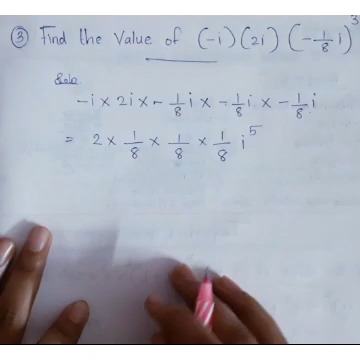 ③ Find the Value of (-i)(2i)(-1/8 i)³
Soln
-i × 2i × - 1/8 i × - 1/8 i × - 1/8 i
= 2 × 1/8 × 1/8 × 1/8 i⁵